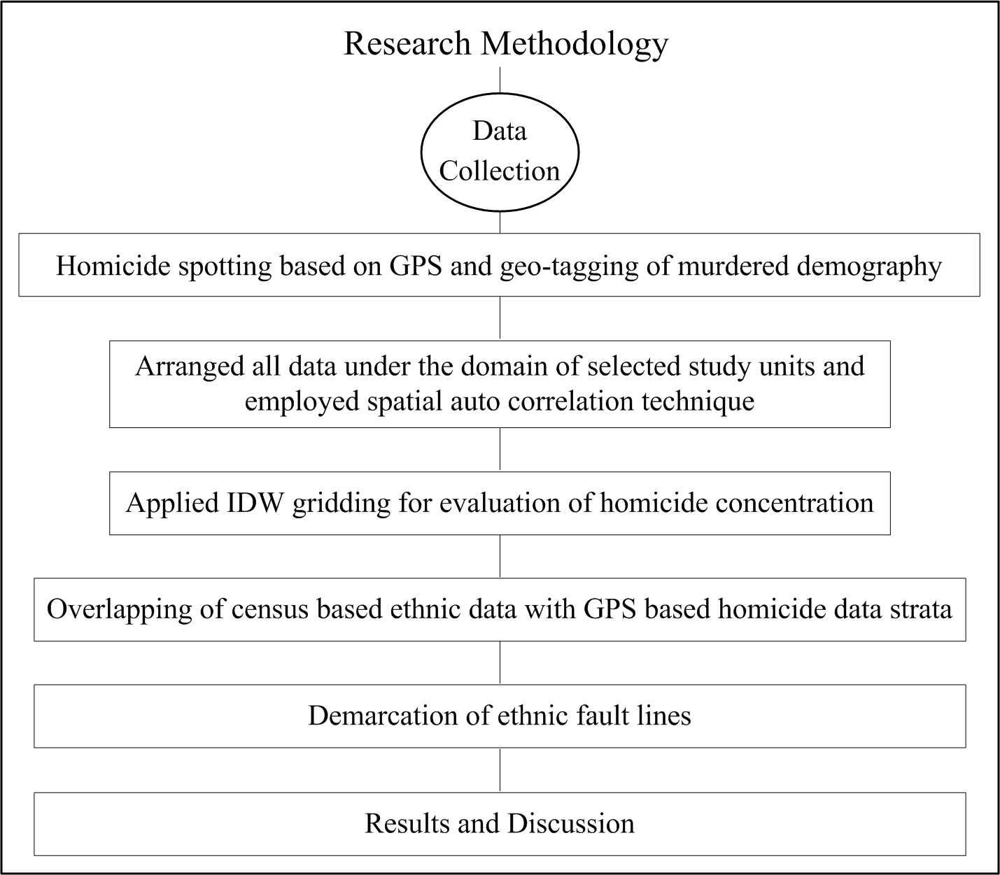 Research Methodology
Data
Collection
Homicide spotting based on GPS and geo-tagging of murdered demography
Arranged all data under the domain of selected study units and
employed spatial auto correlation technique
Applied IDW gridding for evaluation of homicide concentration
Overlapping of census based ethnic data with GPS based homicide data strata
Demarcation of ethnic fault lines
Results and Discussion